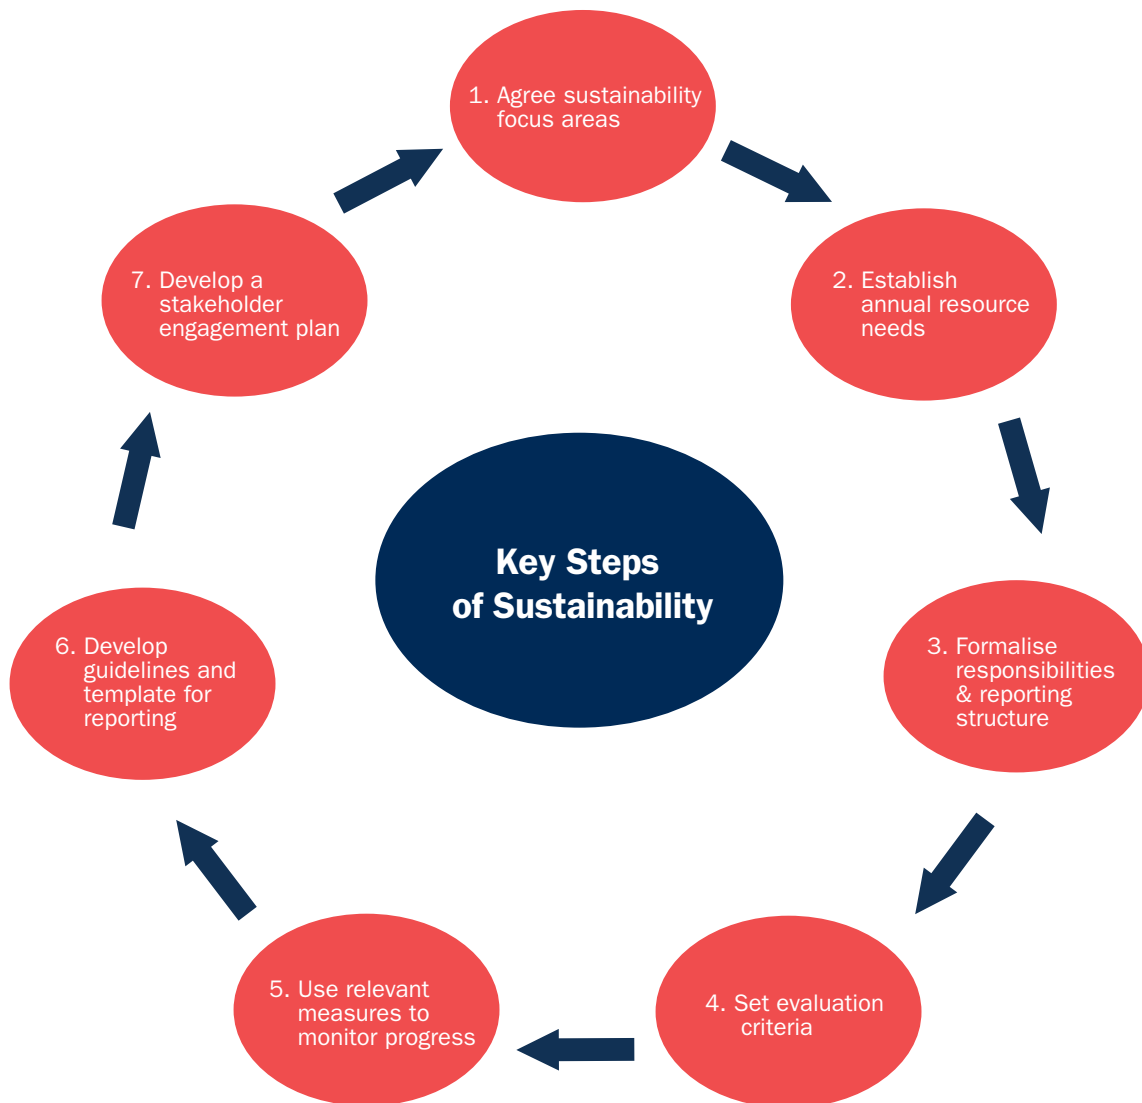 1. Agree sustainability
focus areas
2. Establish
annual resource
needs
3. Formalise
responsibilities
& reporting
structure
4. Set evaluation
criteria
5. Use relevant
measures to
monitor progress
6. Develop
guidelines and
template for
reporting
7. Develop a
stakeholder
engagement plan
Key Steps
of Sustainability